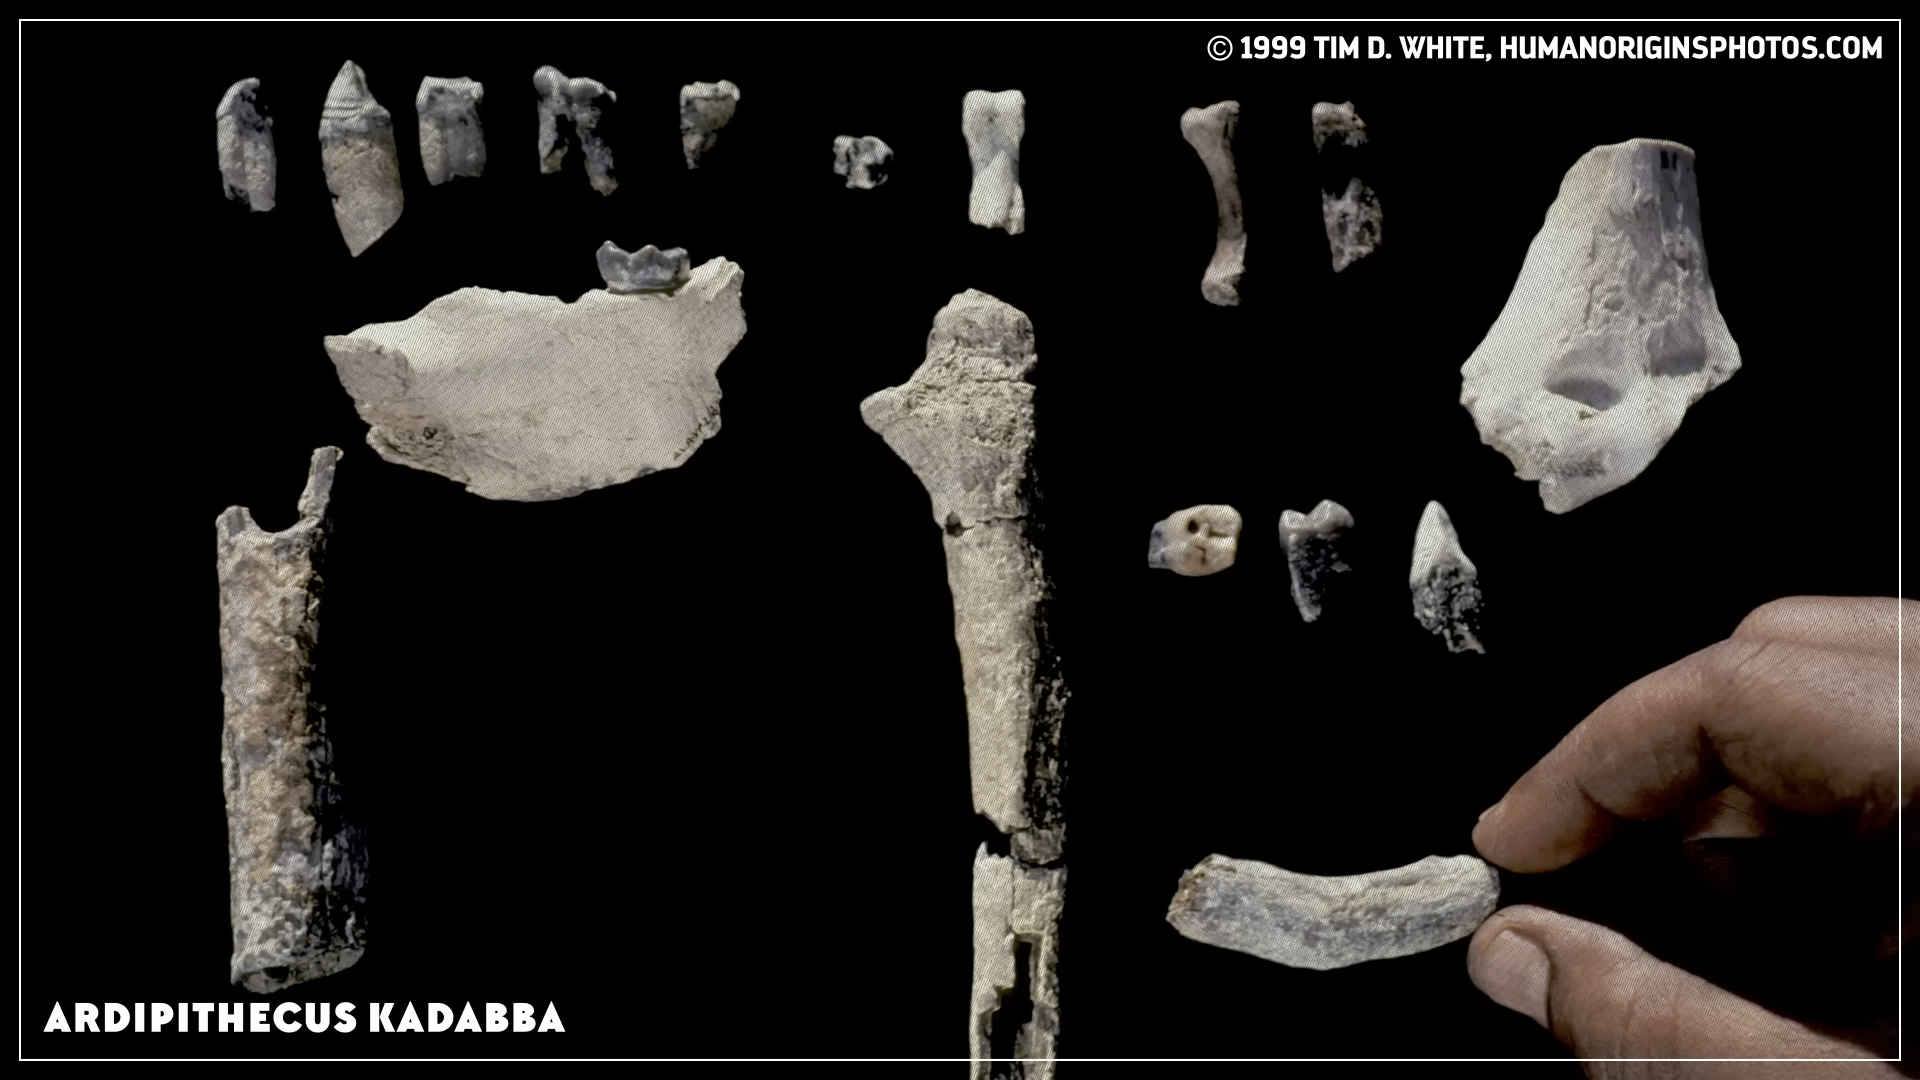 © 1999 TIM D. WHITE, HUMANORIGINSPHOTOS.COM
ARDIPITHECUS KADABBA